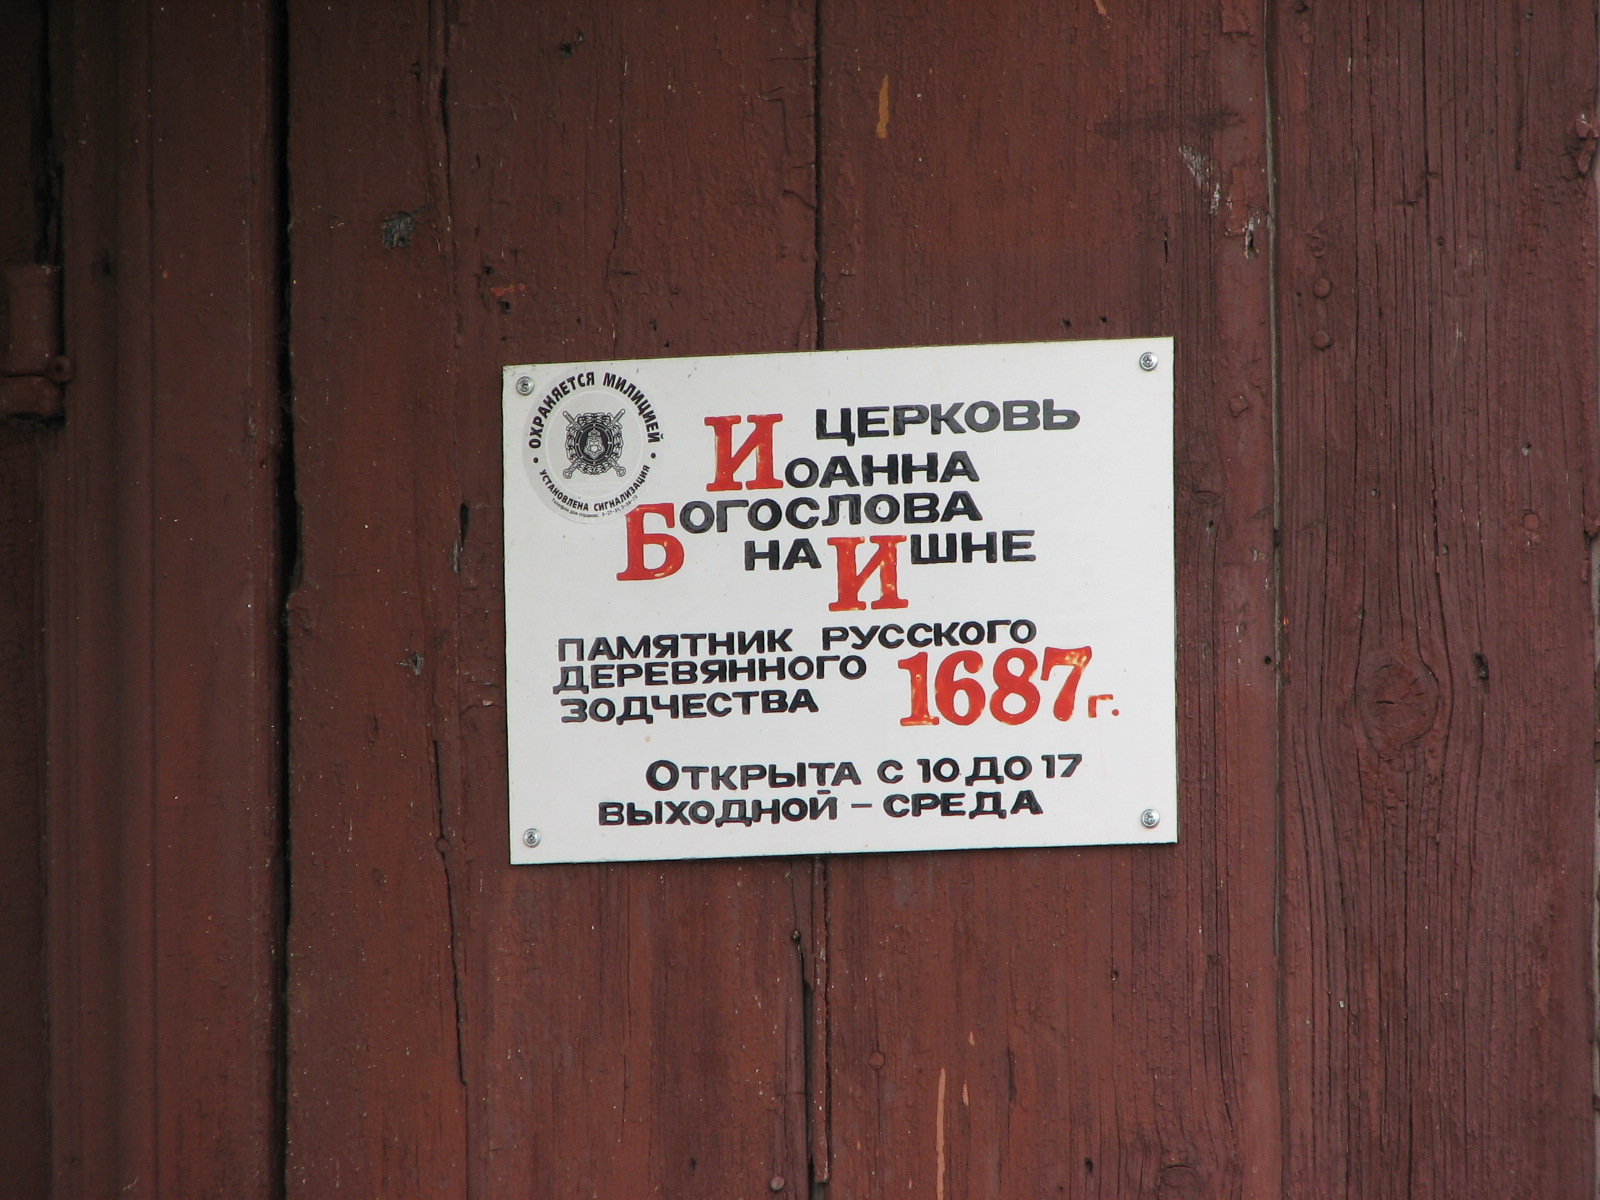 ОХРАНЯЕТСЯ МИЛИЦИЕЙ
УСТАНОВЛЕНА СИГНАЛИЗАЦИЯ
ЦЕРКОВЬ
ИОАННА
БОГОСЛОВА
НА ИШНЕ
ПАМЯТНИК РУССКОГО
ДЕРЕВЯННОГО
ЗОДЧЕСТВА 1687 г.
ОТКРЫТА С 10 ДО 17
ВЫХОДНОЙ – СРЕДА